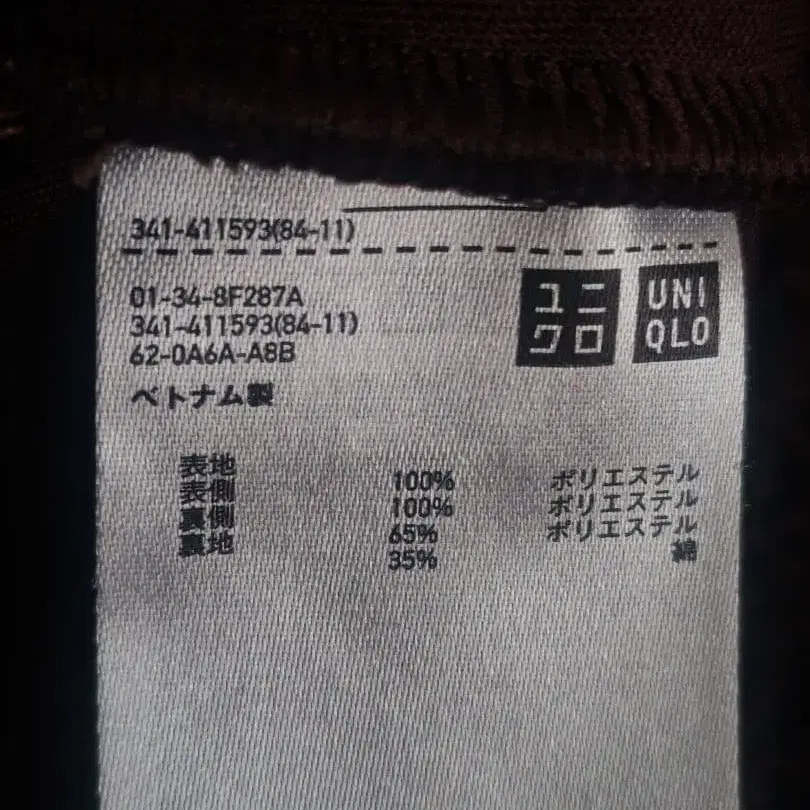 341-411593(84-11)
01-34-8F287A
341-411593(84-11)
62-0A6A-A8B
ユニ
クロ
UNI
QLO
ベトナム製
表地 100% ポリエステル
表側 100% ポリエステル
裏側 65% ポリエステル
裏地 35% 綿